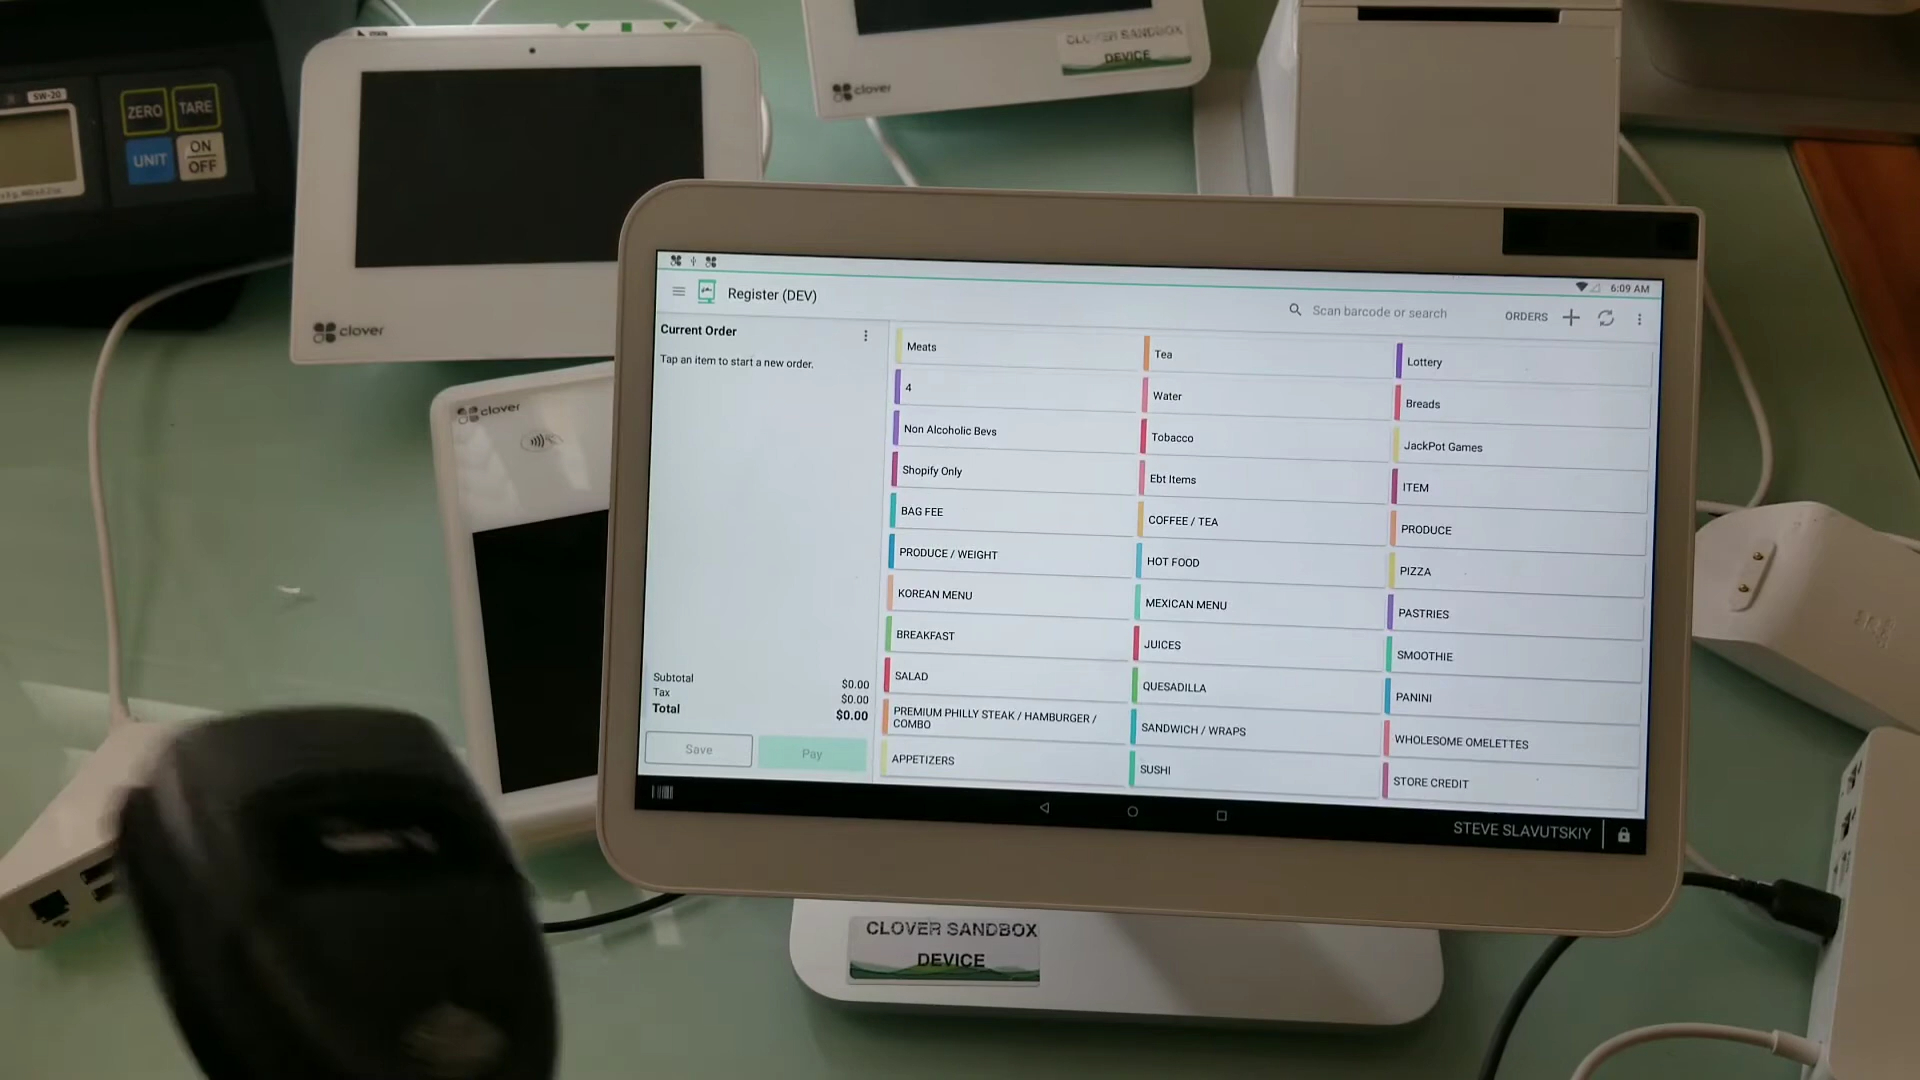 SW-20
ZERO
TARE
UNIT
ON
OFF
clover
CLOVER SANDBOX
DEVICE
clover
clover
Register (DEV)
6:09 AM
Scan barcode or search
ORDERS
Current Order
Tap an item to start a new order.
Meats
Tea
Lottery
4
Water
Breads
Non Alcoholic Bevs
Tobacco
JackPot Games
Shopify Only
Ebt Items
ITEM
BAG FEE
COFFEE / TEA
PRODUCE
PRODUCE / WEIGHT
HOT FOOD
PIZZA
KOREAN MENU
MEXICAN MENU
PASTRIES
BREAKFAST
JUICES
SMOOTHIE
SALAD
QUESADILLA
PANINI
PREMIUM PHILLY STEAK / HAMBURGER /
COMBO
SANDWICH / WRAPS
WHOLESOME OMELETTES
APPETIZERS
SUSHI
STORE CREDIT
Subtotal $0.00
Tax $0.00
Total $0.00
Save
Pay
STEVE SLAVUTSKIY
CLOVER SANDBOX
DEVICE